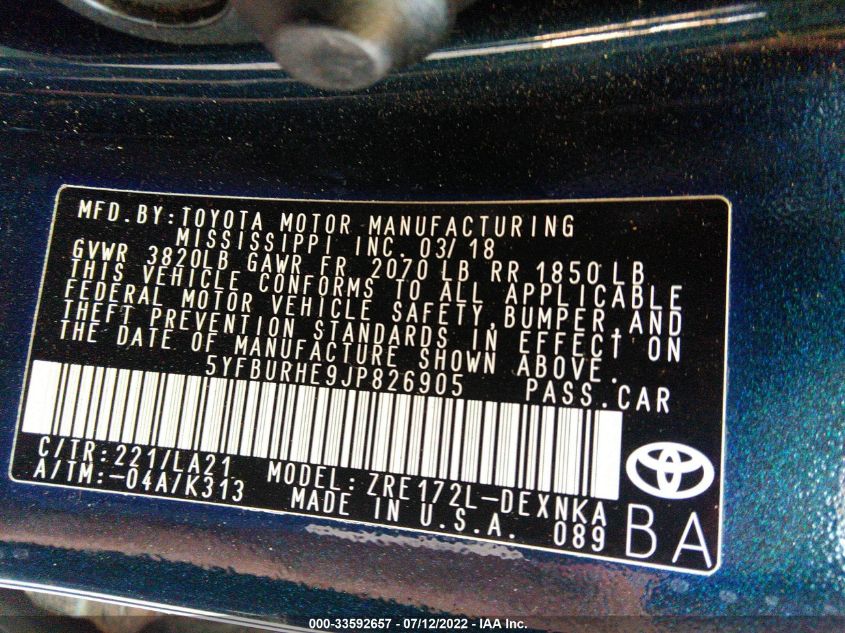 MFD.BY:TOYOTA MOTOR MANUFACTURING
MISSISSIPPI INC. 03/18
GVWR 3820LB GAWR FR 2070 LB RR 1850 LB
THIS VEHICLE CONFORMS TO ALL APPLICABLE
FEDERAL MOTOR VEHICLE SAFETY,BUMPER,AND
THEFT PREVENTION STANDARDS IN EFFECT ON
THE DATE OF MANUFACTURE SHOWN ABOVE.
5YFBURHE9JP826905 PASS.CAR
C/TR:221/LA21 MODEL:ZRE172L-DEXNKA
A/TM:-04A/K313 MADE IN U.S.A. 089
BA
000-33592657 - 07/12/2022 - IAA Inc.